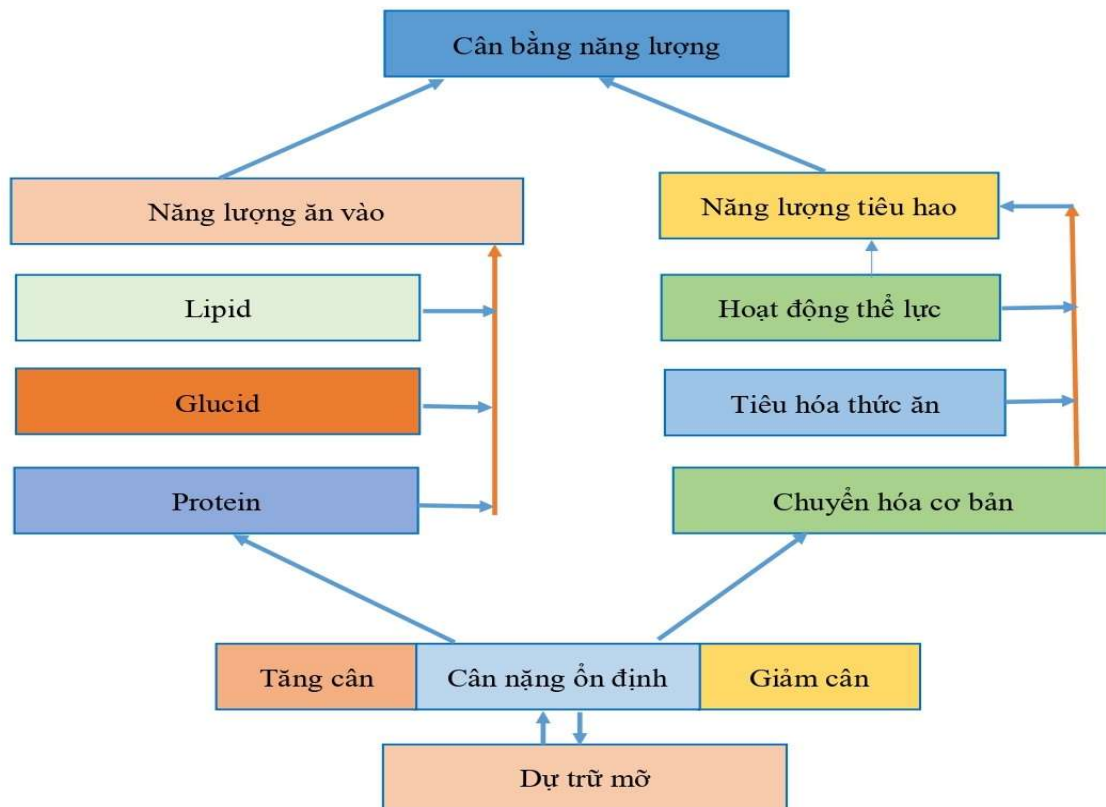 Cân bằng năng lượng
Năng lượng ăn vào
Năng lượng tiêu hao
Lipid
Hoạt động thể lực
Glucid
Tiêu hóa thức ăn
Protein
Chuyển hóa cơ bản
Tăng cân
Cân nặng ổn định
Giảm cân
Dự trữ mỡ